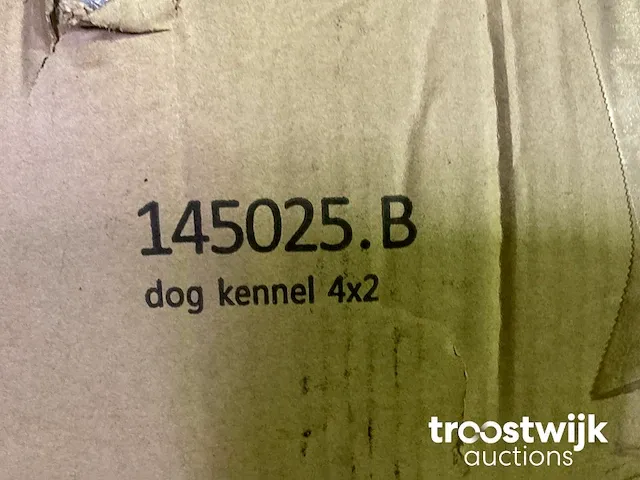 145025.B
dog kennel 4x2
troostwijk
auctions